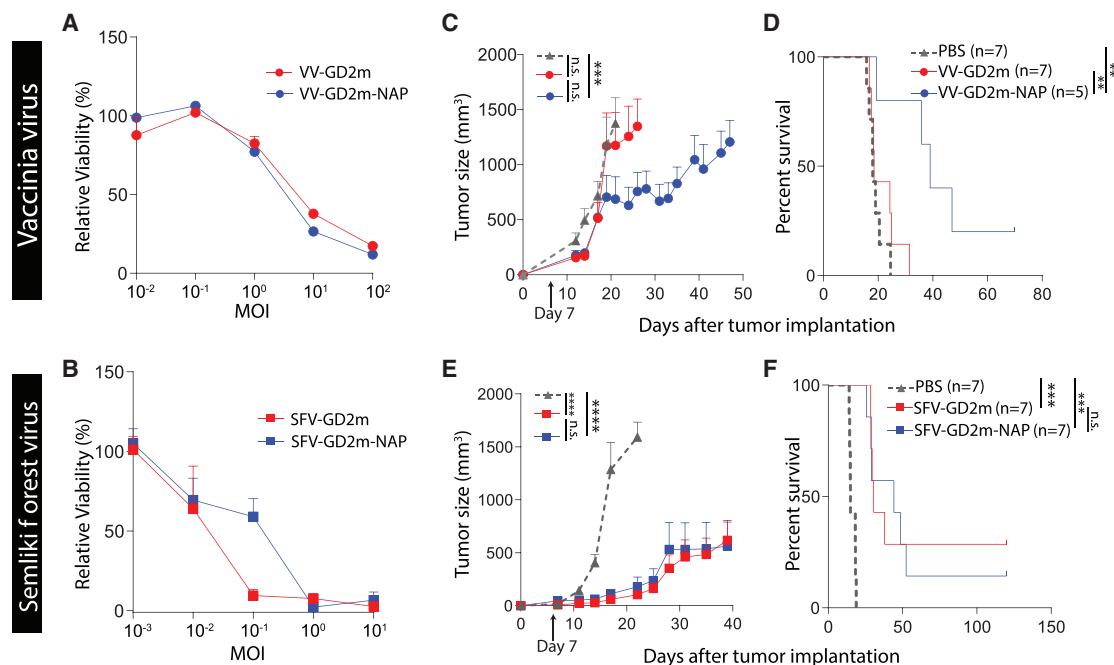 Vaccinia virus
A
150
100
50
0
Relative Viability (%)
10-2
10-1
100
101
102
MOI
VV-GD2m
VV-GD2m-NAP
C
2000
1500
1000
500
0
Tumor size (mm3)
n.s.
n.s.
***
0
10
20
30
40
50
Day 7
Days after tumor implantation
D
100
50
0
Percent survival
0
20
40
60
80
PBS (n=7)
VV-GD2m (n=7)
VV-GD2m-NAP (n=5)
**
**
Semliki f orest virus
B
150
100
50
0
Relative Viability (%)
10-3
10-2
10-1
100
101
MOI
SFV-GD2m
SFV-GD2m-NAP
E
2000
1500
1000
500
0
Tumor size (mm3)
****
n.s.
****
0
10
20
30
40
Day 7
Days after tumor implantation
F
100
50
0
Percent survival
0
50
100
150
PBS (n=7)
SFV-GD2m (n=7)
SFV-GD2m-NAP (n=7)
***
***
n.s.